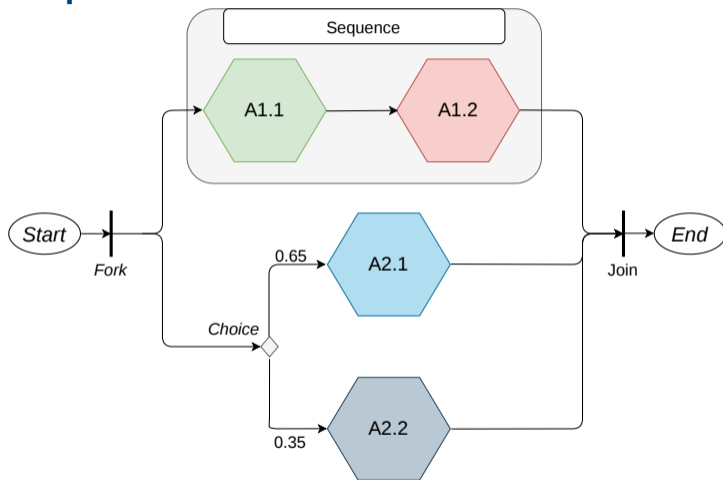 Sequence
A1.1
A1.2
Start
Fork
0.65
A2.1
Choice
Join
End
0.35
A2.2